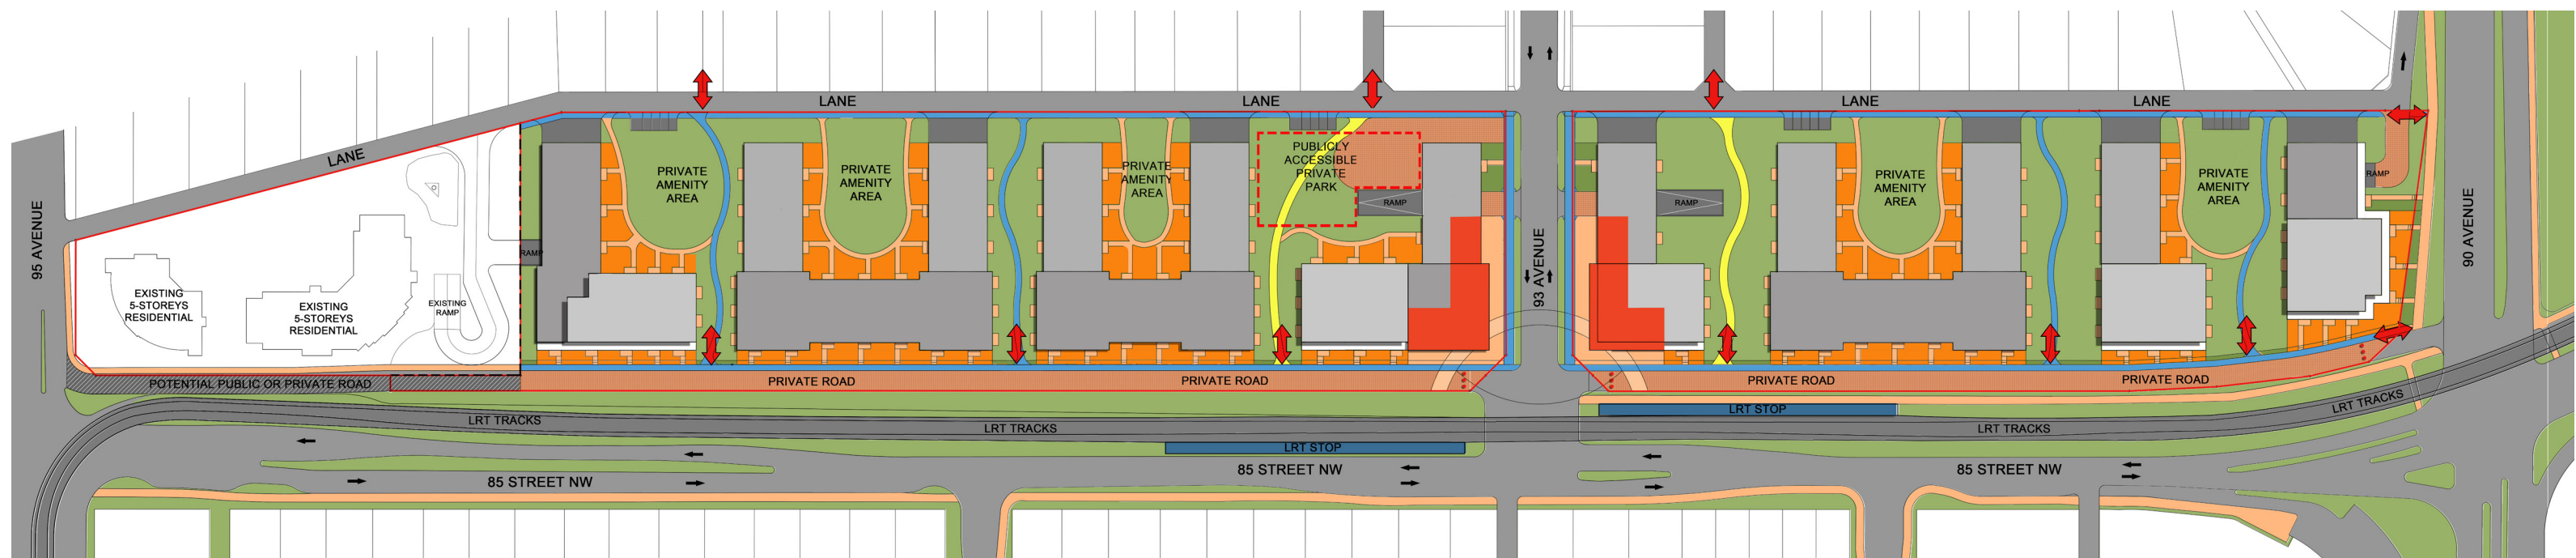 LANE
LANE
LANE
LANE
LANE
95 AVENUE
EXISTING
5-STOREYS
RESIDENTIAL
EXISTING
5-STOREYS
RESIDENTIAL
EXISTING
RAMP
RAMP
PRIVATE
AMENITY
AREA
PRIVATE
AMENITY
AREA
PRIVATE
AMENITY
AREA
PUBLICLY
ACCESSIBLE
PRIVATE
PARK
RAMP
93 AVENUE
RAMP
PRIVATE
AMENITY
AREA
PRIVATE
AMENITY
AREA
RAMP
90 AVENUE
POTENTIAL PUBLIC OR PRIVATE ROAD
PRIVATE ROAD
PRIVATE ROAD
PRIVATE ROAD
PRIVATE ROAD
LRT TRACKS
LRT TRACKS
LRT STOP
LRT TRACKS
LRT TRACKS
LRT STOP
85 STREET NW
85 STREET NW
85 STREET NW